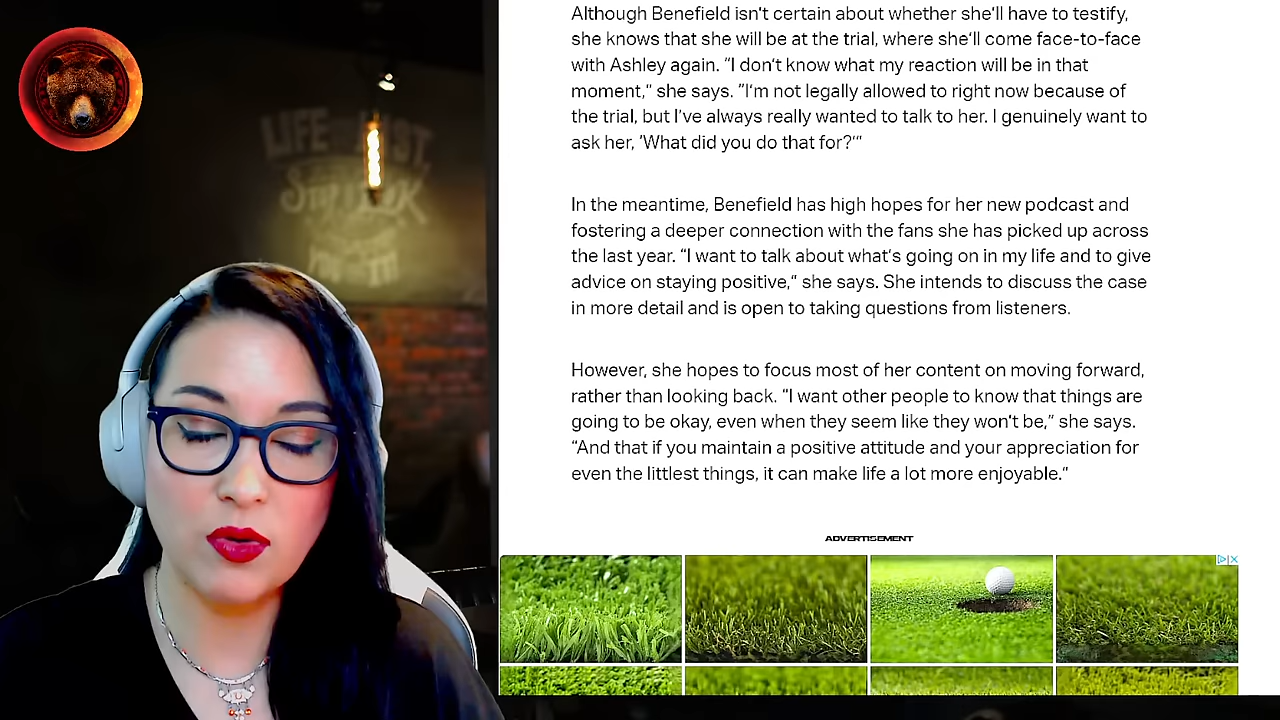 Although Benefield isn't certain about whether she'll have to testify,
she knows that she will be at the trial, where she'll come face-to-face
with Ashley again. “I don't know what my reaction will be in that
moment,” she says. ”I'm not legally allowed to right now because of
the trial, but I've always really wanted to talk to her. I genuinely want to
ask her, 'What did you do that for?'”
In the meantime, Benefield has high hopes for her new podcast and
fostering a deeper connection with the fans she has picked up across
the last year. “I want to talk about what's going on in my life and to give
advice on staying positive,” she says. She intends to discuss the case
in more detail and is open to taking questions from listeners.
However, she hopes to focus most of her content on moving forward,
rather than looking back. “I want other people to know that things are
going to be okay, even when they seem like they won't be,” she says.
“And that if you maintain a positive attitude and your appreciation for
even the littlest things, it can make life a lot more enjoyable.”
ADVERTISEMENT
LIFE